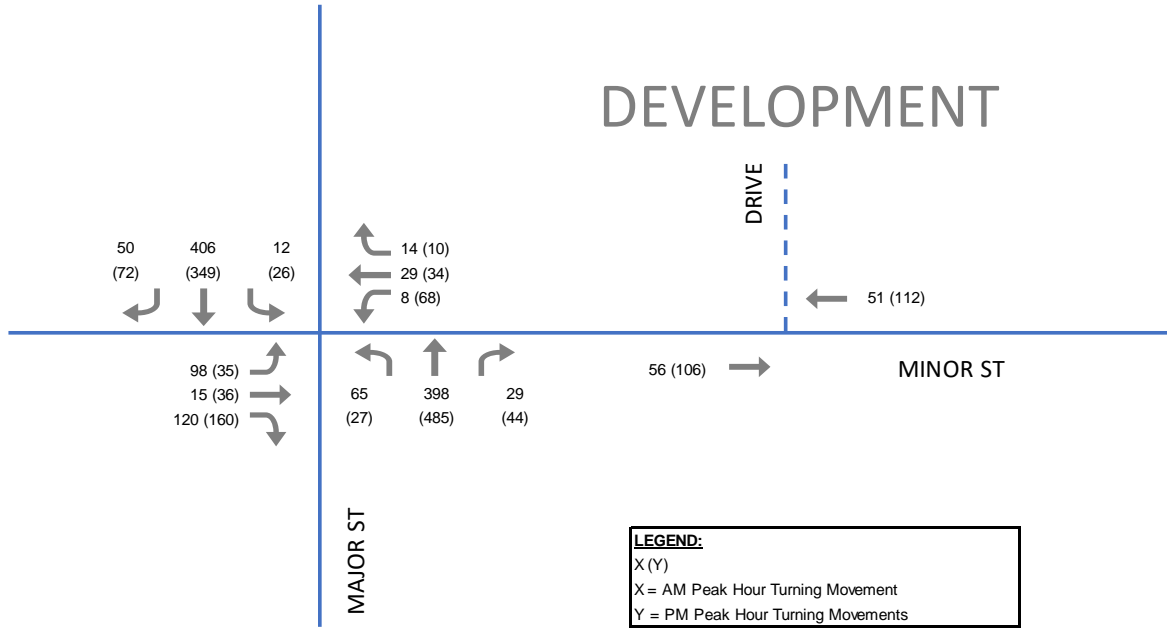 DEVELOPMENT
DRIVE
50 406 12
(72) (349) (26)
14 (10)
29 (34)
8 (68)
51 (112)
98 (35)
15 (36)
120 (160)
65 398 29
(27) (485) (44)
56 (106)
MINOR ST
MAJOR ST
LEGEND:
X (Y)
X = AM Peak Hour Turning Movement
Y = PM Peak Hour Turning Movements